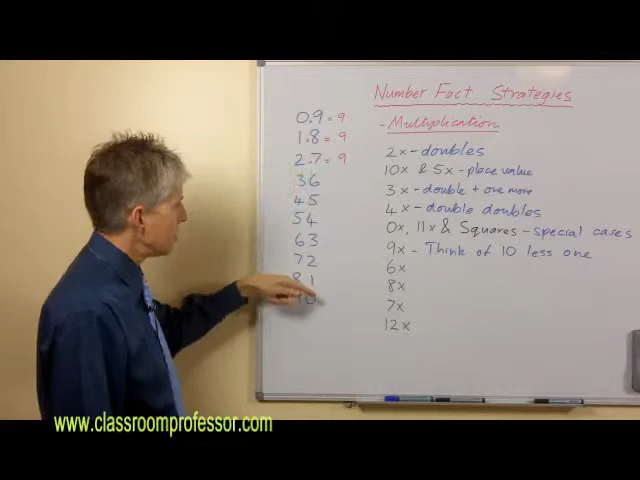 Number Fact Strategies
- Multiplication
0.9 = 9
1.8 = 9
2.7 = 9
36
45
54
63
72
81
2x - doubles
10x & 5x - place value
3x - double + one more
4x - double doubles
0x, 11x & Squares - special cases
9x - Think of 10 less one
6x
8x
7x
12x
www.classroomprofessor.com